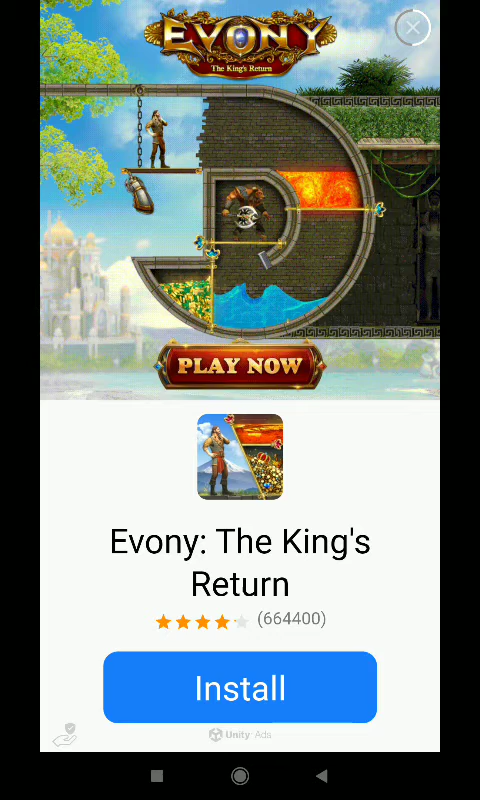 EVONY
The King's Return
PLAY NOW
Evony: The King's
Return
(664400)
Install
Unity Ads